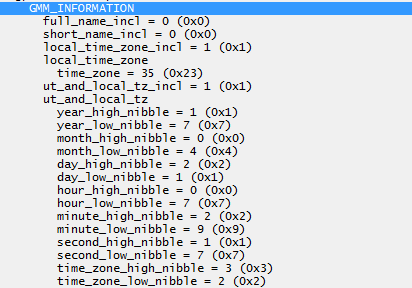 GMM_INFORMATION
full_name_incl = 0 (0x0)
short_name_incl = 0 (0x0)
local_time_zone_incl = 1 (0x1)
local_time_zone
time_zone = 35 (0x23)
ut_and_local_tz_incl = 1 (0x1)
ut_and_local_tz
year_high_nibble = 1 (0x1)
year_low_nibble = 7 (0x7)
month_high_nibble = 0 (0x0)
month_low_nibble = 4 (0x4)
day_high_nibble = 2 (0x2)
day_low_nibble = 1 (0x1)
hour_high_nibble = 0 (0x0)
hour_low_nibble = 7 (0x7)
minute_high_nibble = 2 (0x2)
minute_low_nibble = 9 (0x9)
second_high_nibble = 1 (0x1)
second_low_nibble = 7 (0x7)
time_zone_high_nibble = 3 (0x3)
time_zone_low_nibble = 2 (0x2)